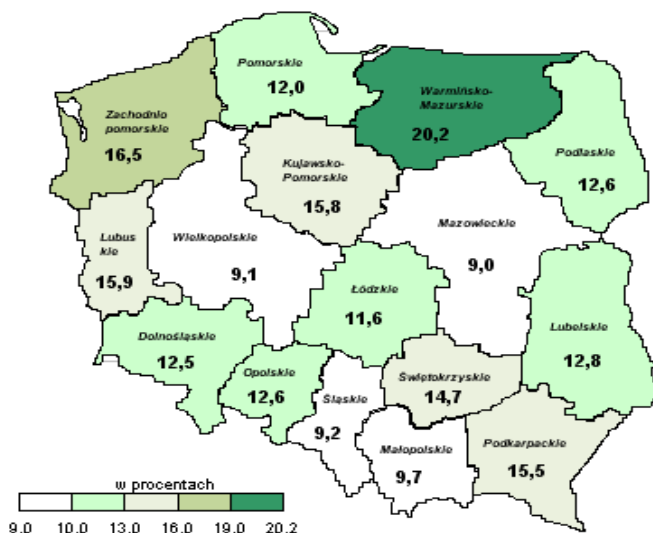 Pomorskie
12,0
Warmińsko-
Mazurskie
20,2
Zachodnio
pomorskie
16,5
Podlaskie
12,6
Kujawsko-
Pomorskie
15,8
Mazowieckie
9,0
Lubus
kie
15,9
Wielkopolskie
9,1
Łódzkie
11,6
Lubelskie
12,8
Dolnośląskie
12,5
Opolskie
12,6
Śląskie
9,2
Świętokrzyskie
14,7
Małopolskie
9,7
Podkarpackie
15,5
w procentach
9,0 10,0 13,0 16,0 19,0 20,2